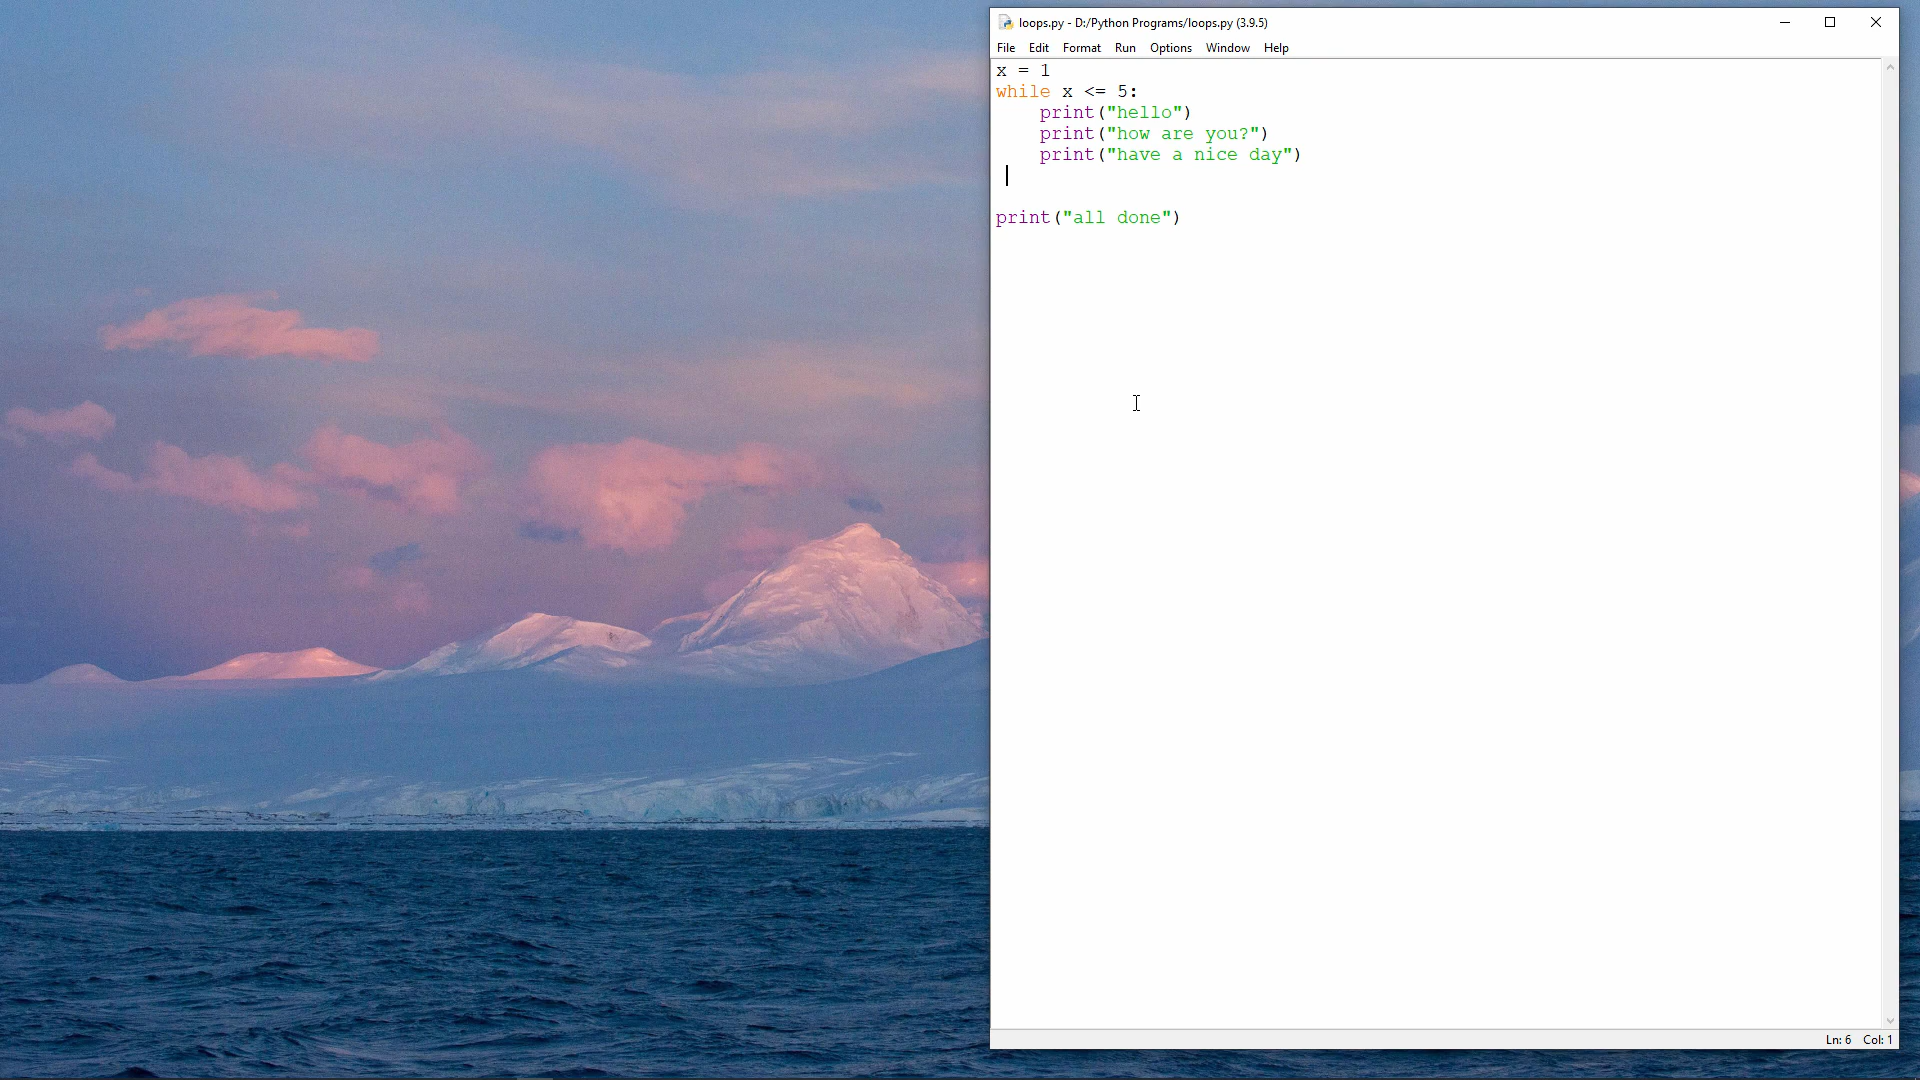 loops.py - D:/Python Programs/loops.py (3.9.5)
File Edit Format Run Options Window Help
x = 1
while x <= 5:
    print("hello")
    print("how are you?")
    print("have a nice day")
print("all done")
Ln: 6 Col: 1